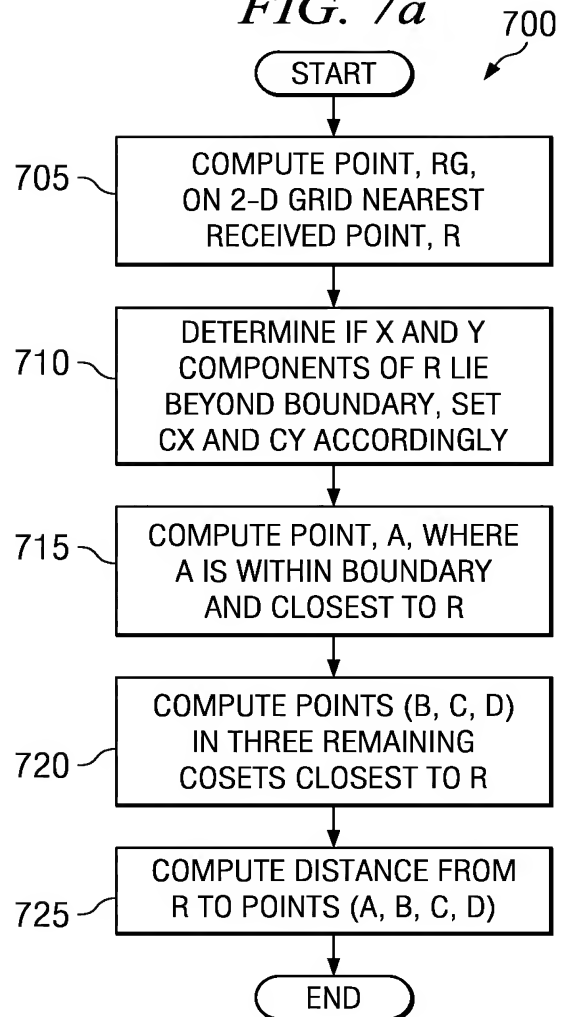 FIG. 7a
700
START
705
COMPUTE POINT, RG,
ON 2-D GRID NEAREST
RECEIVED POINT, R
710
DETERMINE IF X AND Y
COMPONENTS OF R LIE
BEYOND BOUNDARY, SET
CX AND CY ACCORDINGLY
715
COMPUTE POINT, A, WHERE
A IS WITHIN BOUNDARY
AND CLOSEST TO R
720
COMPUTE POINTS (B, C, D)
IN THREE REMAINING
COSETS CLOSEST TO R
725
COMPUTE DISTANCE FROM
R TO POINTS (A, B, C, D)
END